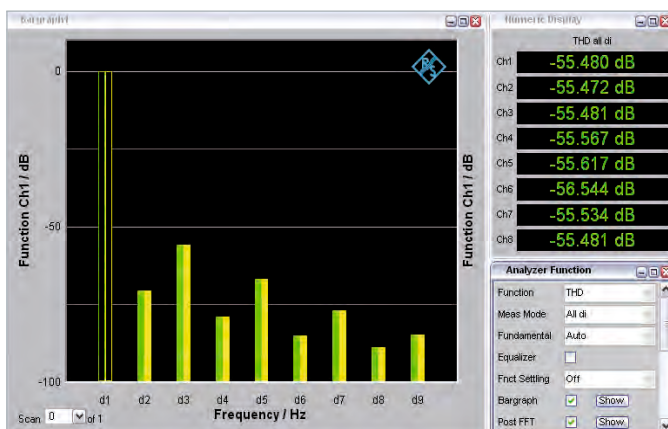 Bargraph1
0
-50
-100
Function Ch1 / dB
Function Ch1 / dB
d1 d2 d3 d4 d5 d6 d7 d8 d9
Frequency / Hz
Scan 0 of 1
Numeric Display
THD all di
Ch1 -55.480 dB
Ch2 -55.472 dB
Ch3 -55.481 dB
Ch4 -55.567 dB
Ch5 -55.617 dB
Ch6 -56.544 dB
Ch7 -55.534 dB
Ch8 -55.481 dB
Analyzer Function
Function THD
Meas Mode All di
Fundamental Auto
Equalizer
Fnct Settling Off
Bargraph Show
Post FFT Show